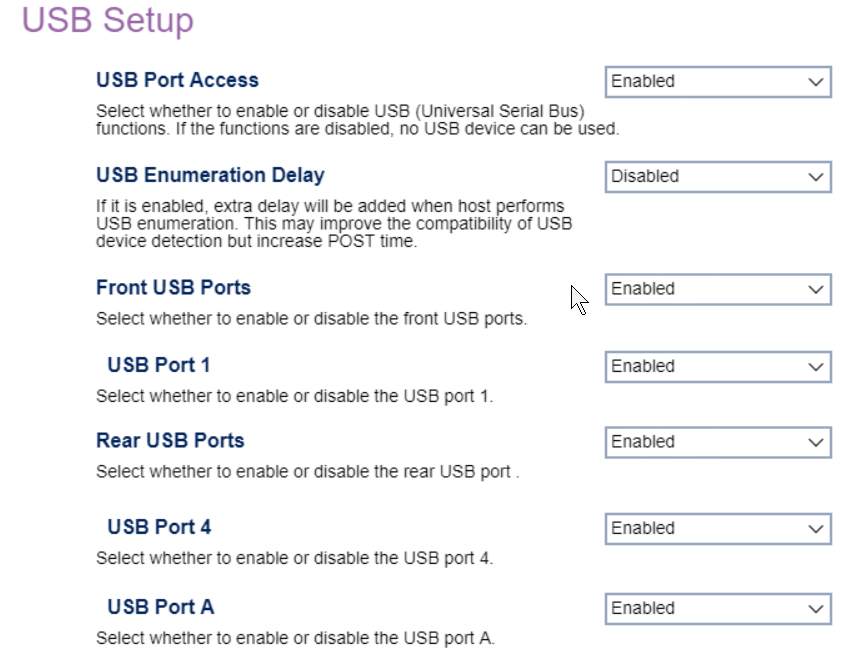 USB Setup
USB Port Access
Enabled
Select whether to enable or disable USB (Universal Serial Bus)
functions. If the functions are disabled, no USB device can be used.
USB Enumeration Delay
Disabled
If it is enabled, extra delay will be added when host performs
USB enumeration. This may improve the compatibility of USB
device detection but increase POST time.
Front USB Ports
Enabled
Select whether to enable or disable the front USB ports.
USB Port 1
Enabled
Select whether to enable or disable the USB port 1.
Rear USB Ports
Enabled
Select whether to enable or disable the rear USB port .
USB Port 4
Enabled
Select whether to enable or disable the USB port 4.
USB Port A
Enabled
Select whether to enable or disable the USB port A.